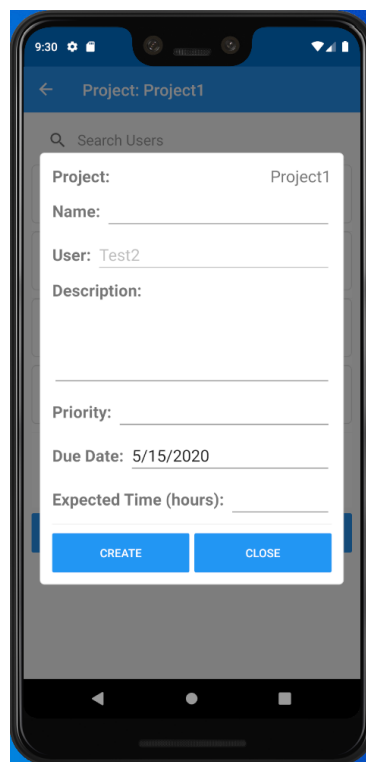 9:30
Project: Project1
Search Users
Project: Project1
Name:
User: Test2
Description:
Priority:
Due Date: 5/15/2020
Expected Time (hours):
CREATE CLOSE